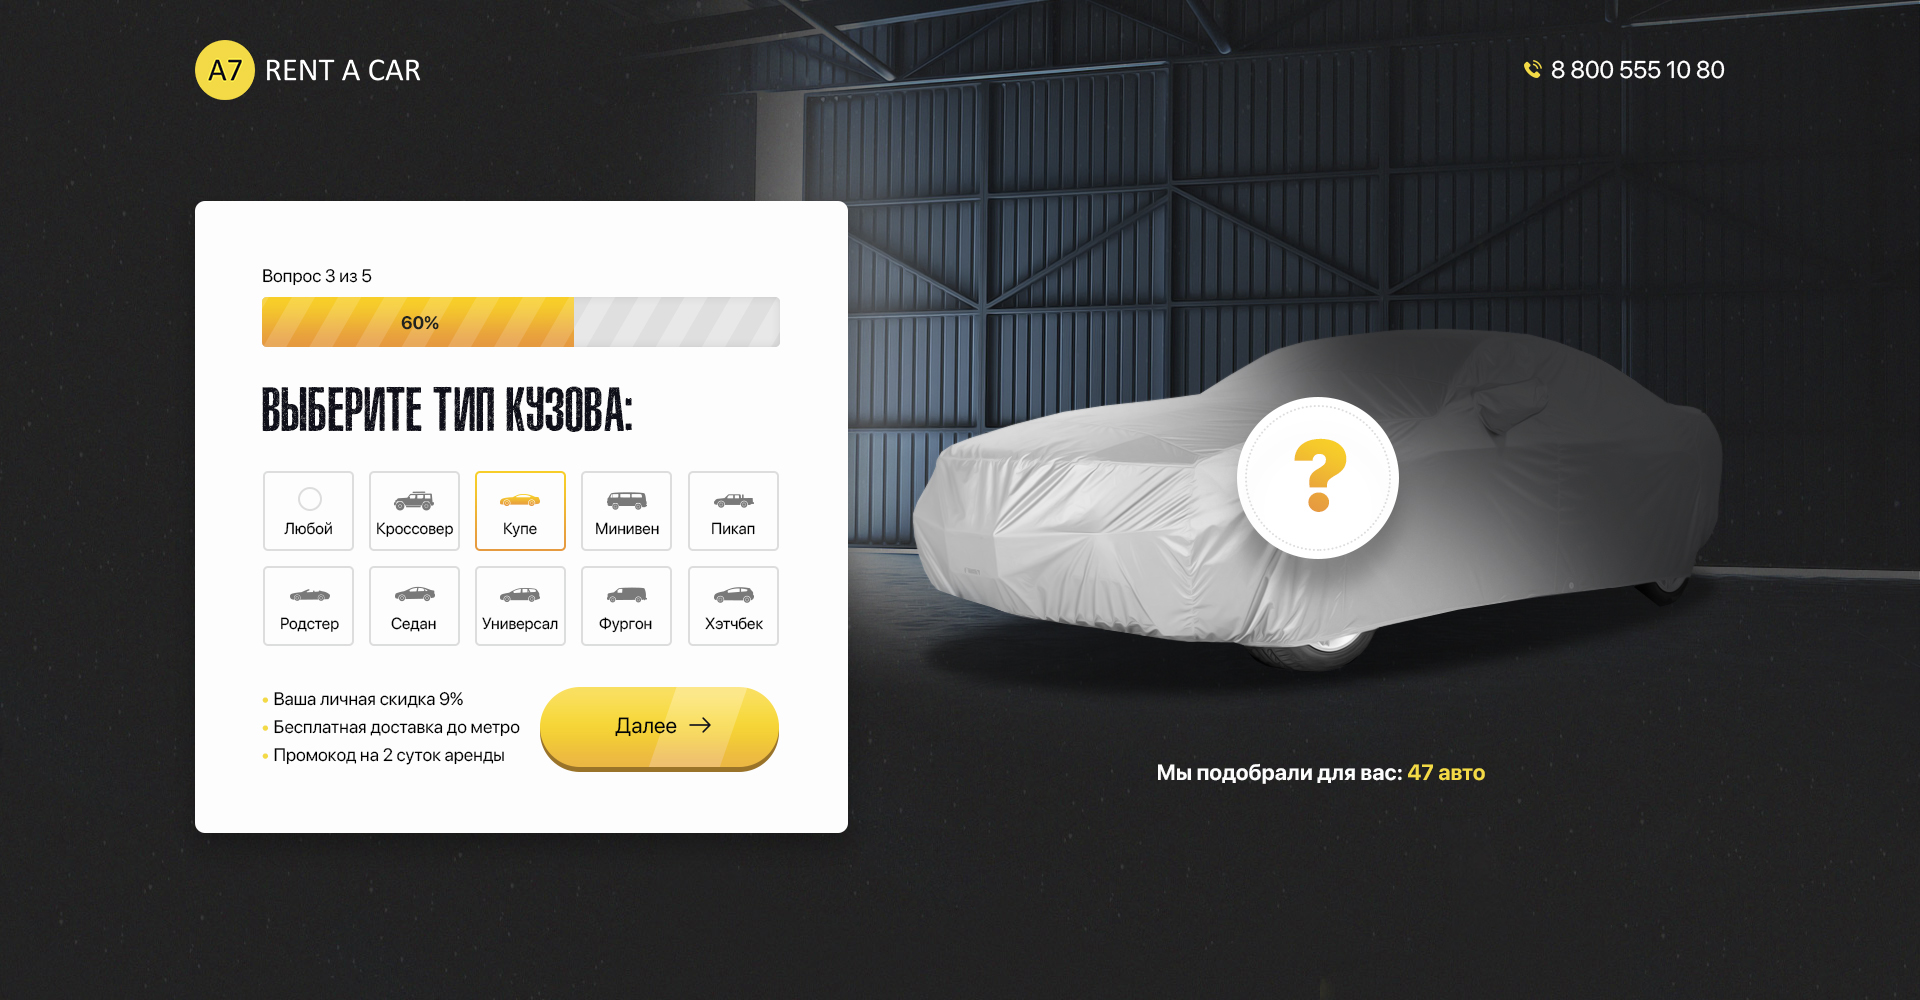 A7 RENT A CAR
8 800 555 10 80
Вопрос 3 из 5
60%
ВЫБЕРИТЕ ТИП КУЗОВА:
Любой
Кроссовер
Купе
Минивен
Пикап
Родстер
Седан
Универсал
Фургон
Хэтчбек
• Ваша личная скидка 9%
• Бесплатная доставка до метро
• Промокод на 2 суток аренды
Далее →
?
Мы подобрали для вас: 47 авто